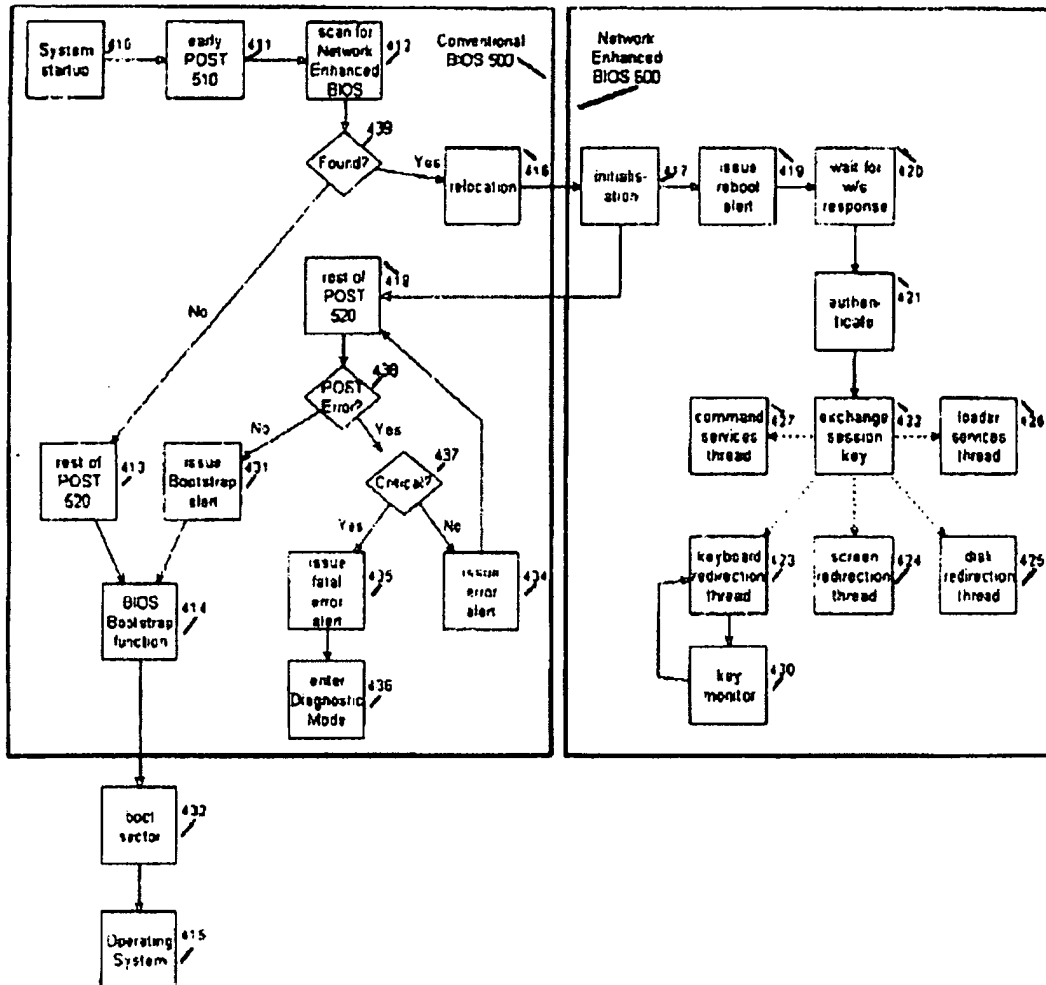 System
startup
410
early
POST
510
411
scan for
Network
Enhanced
BIOS
412
Conventional
BIOS 500
Network
Enhanced
BIOS 600
439
Found?
Yes
relocation
416
initialis-
ation
417
issue
reboot
alert
419
wait for
w/s
response
420
No
rest of
POST
520
418
authen-
ticate
421
POST
Error?
438
No
Yes
command
services
thread
427
exchange
session
key
422
loader
services
thread
426
rest of
POST
520
413
issue
Bootstrap
alert
431
Critical?
437
Yes
No
issue
fatal
error
alert
435
issue
error
alert
434
keyboard
redirection
thread
423
screen
redirection
thread
424
disk
redirection
thread
425
BIOS
Bootstrap
function
414
enter
Diagnostic
Mode
436
key
monitor
430
boot
sector
432
Operating
System
415